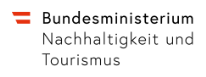 Bundesministerium
Nachhaltigkeit und
Tourismus